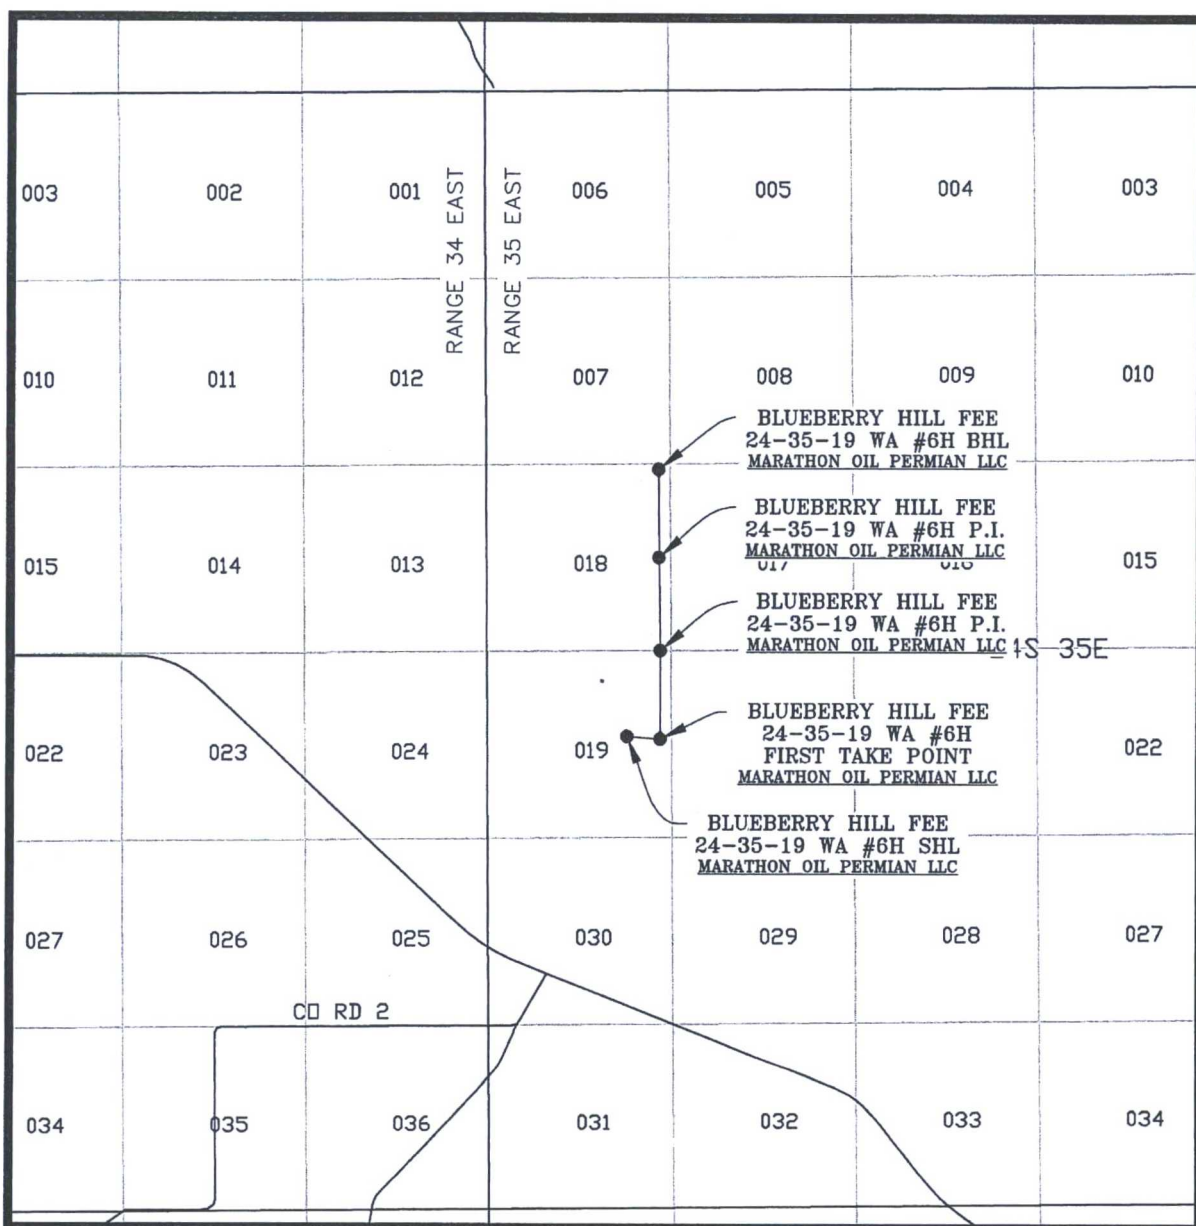 003 002 001 006 005 004 003
RANGE 34 EAST
RANGE 35 EAST
010 011 012 007 008 009 010
BLUEBERRY HILL FEE
24-35-19 WA #6H BHL
MARATHON OIL PERMIAN LLC
BLUEBERRY HILL FEE
24-35-19 WA #6H P.I.
MARATHON OIL PERMIAN LLC
015 014 013 018 015
BLUEBERRY HILL FEE
24-35-19 WA #6H P.I.
MARATHON OIL PERMIAN LLC
35E
BLUEBERRY HILL FEE
24-35-19 WA #6H
FIRST TAKE POINT
MARATHON OIL PERMIAN LLC
022 023 024 019 022
BLUEBERRY HILL FEE
24-35-19 WA #6H SHL
MARATHON OIL PERMIAN LLC
027 026 025 030 029 028 027
CO RD 2
034 035 036 031 032 033 034